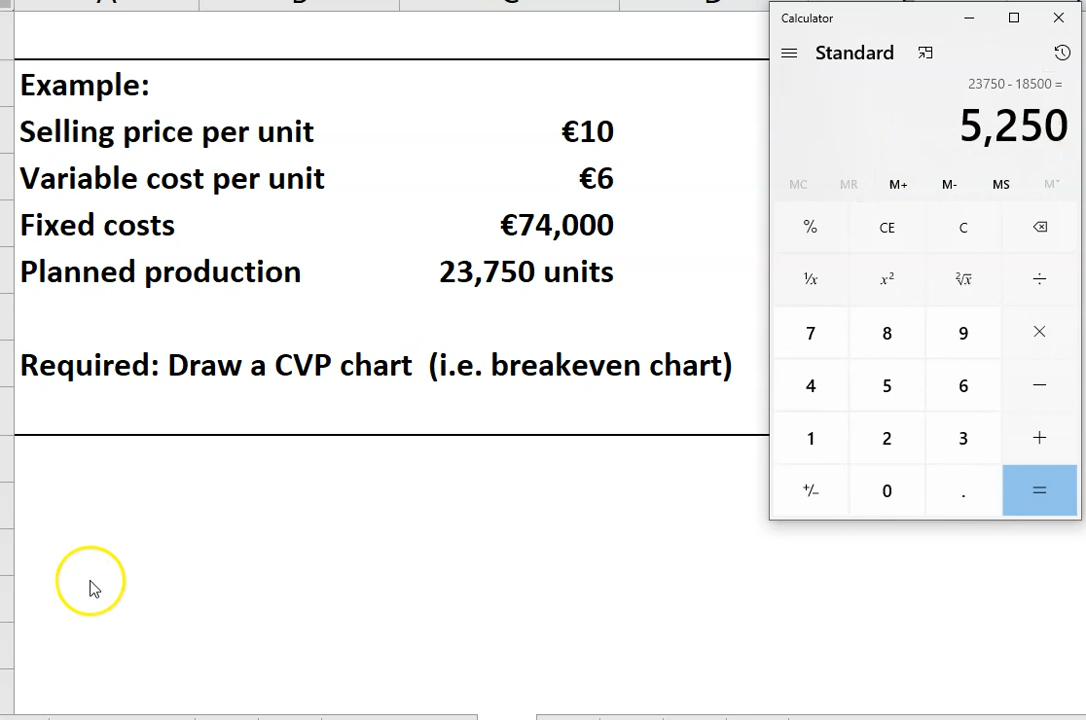 Example:
Selling price per unit €10
Variable cost per unit €6
Fixed costs €74,000
Planned production 23,750 units
Required: Draw a CVP chart (i.e. breakeven chart)
Calculator
Standard
23750 - 18500 =
5,250
MC MR M+ M- MS M˅
% CE C
¹/x x² ²√x ÷
7 8 9 ×
4 5 6 −
1 2 3 +
+/− 0 . =